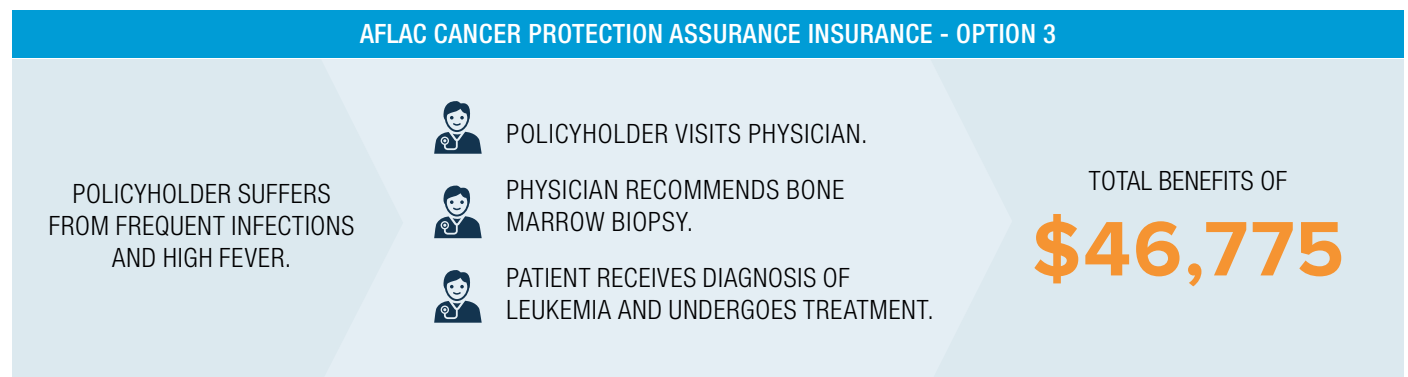 AFLAC CANCER PROTECTION ASSURANCE INSURANCE - OPTION 3
POLICYHOLDER SUFFERS
FROM FREQUENT INFECTIONS
AND HIGH FEVER.
POLICYHOLDER VISITS PHYSICIAN.
PHYSICIAN RECOMMENDS BONE
MARROW BIOPSY.
PATIENT RECEIVES DIAGNOSIS OF
LEUKEMIA AND UNDERGOES TREATMENT.
TOTAL BENEFITS OF
$46,775